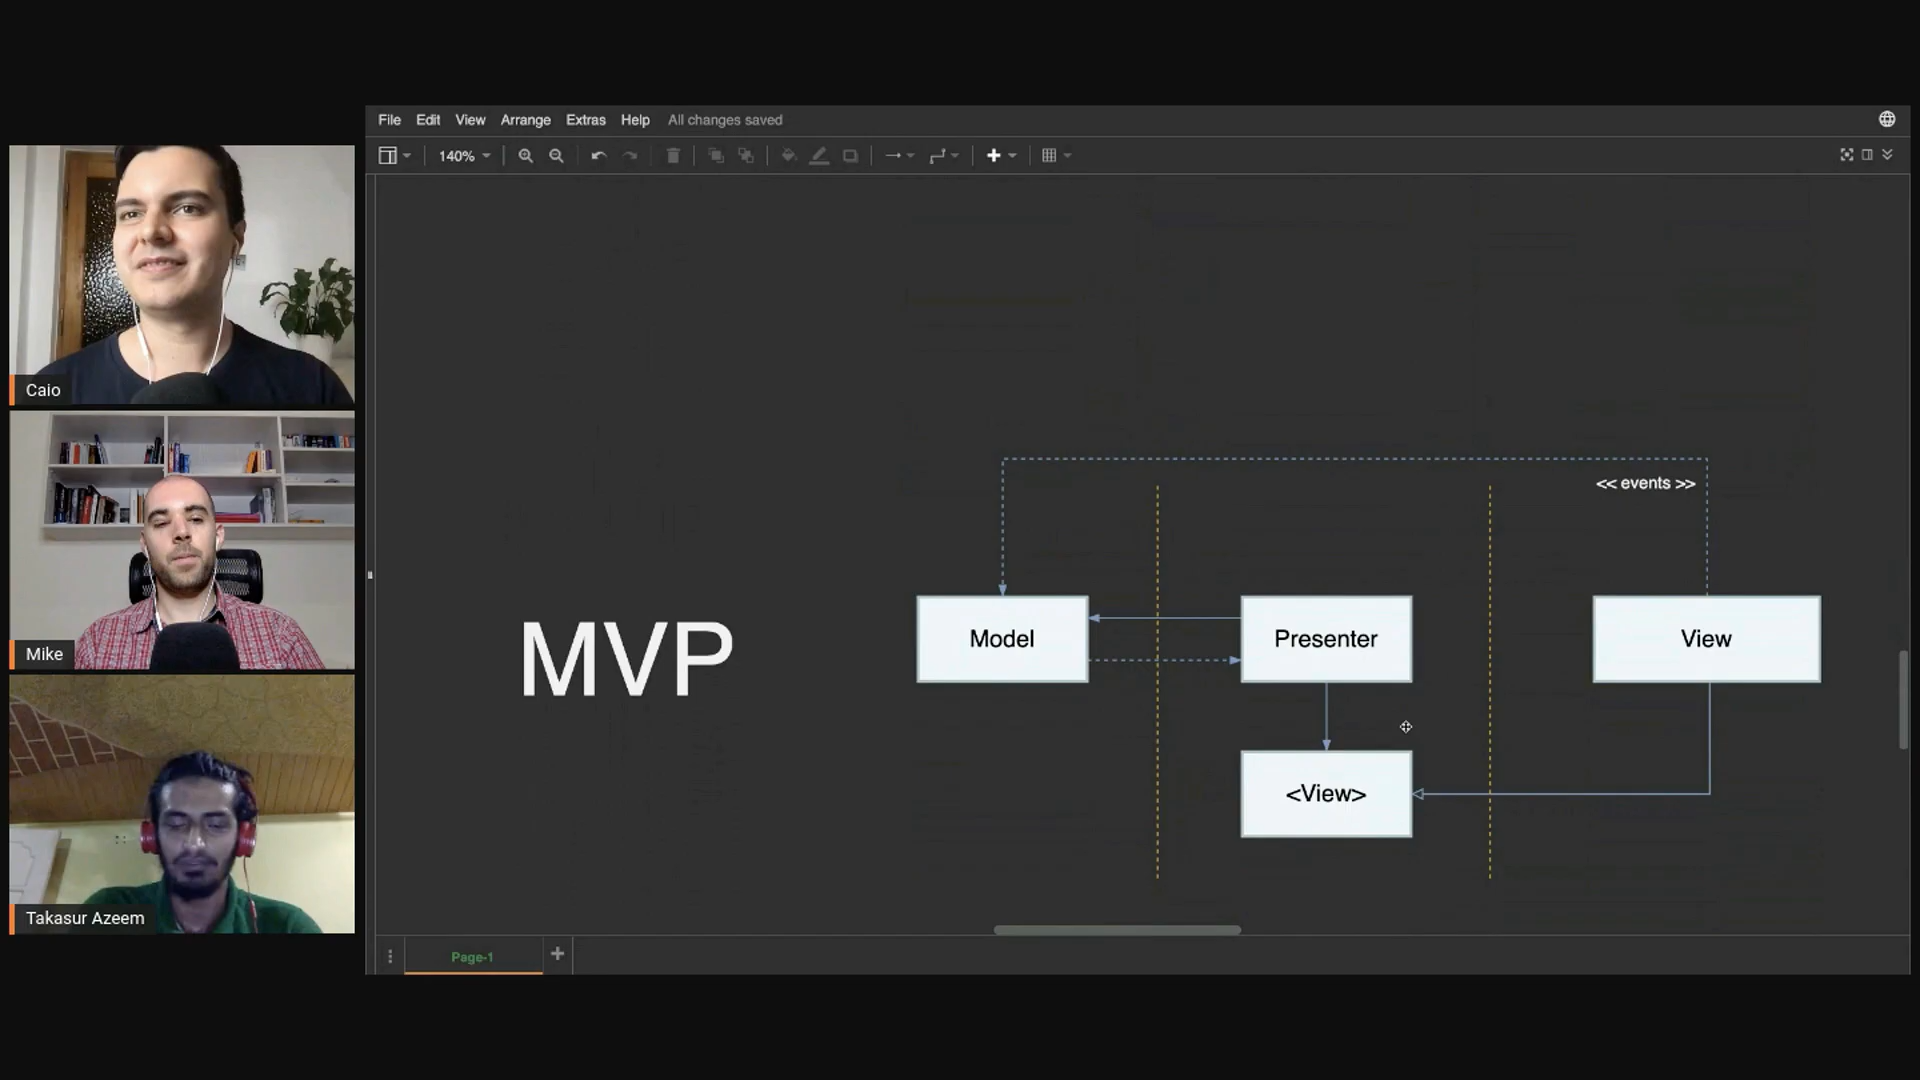 File Edit View Arrange Extras Help All changes saved
140%
Caio
Mike
Takasur Azeem
<< events >>
MVP
Model
Presenter
View
<View>
Page-1